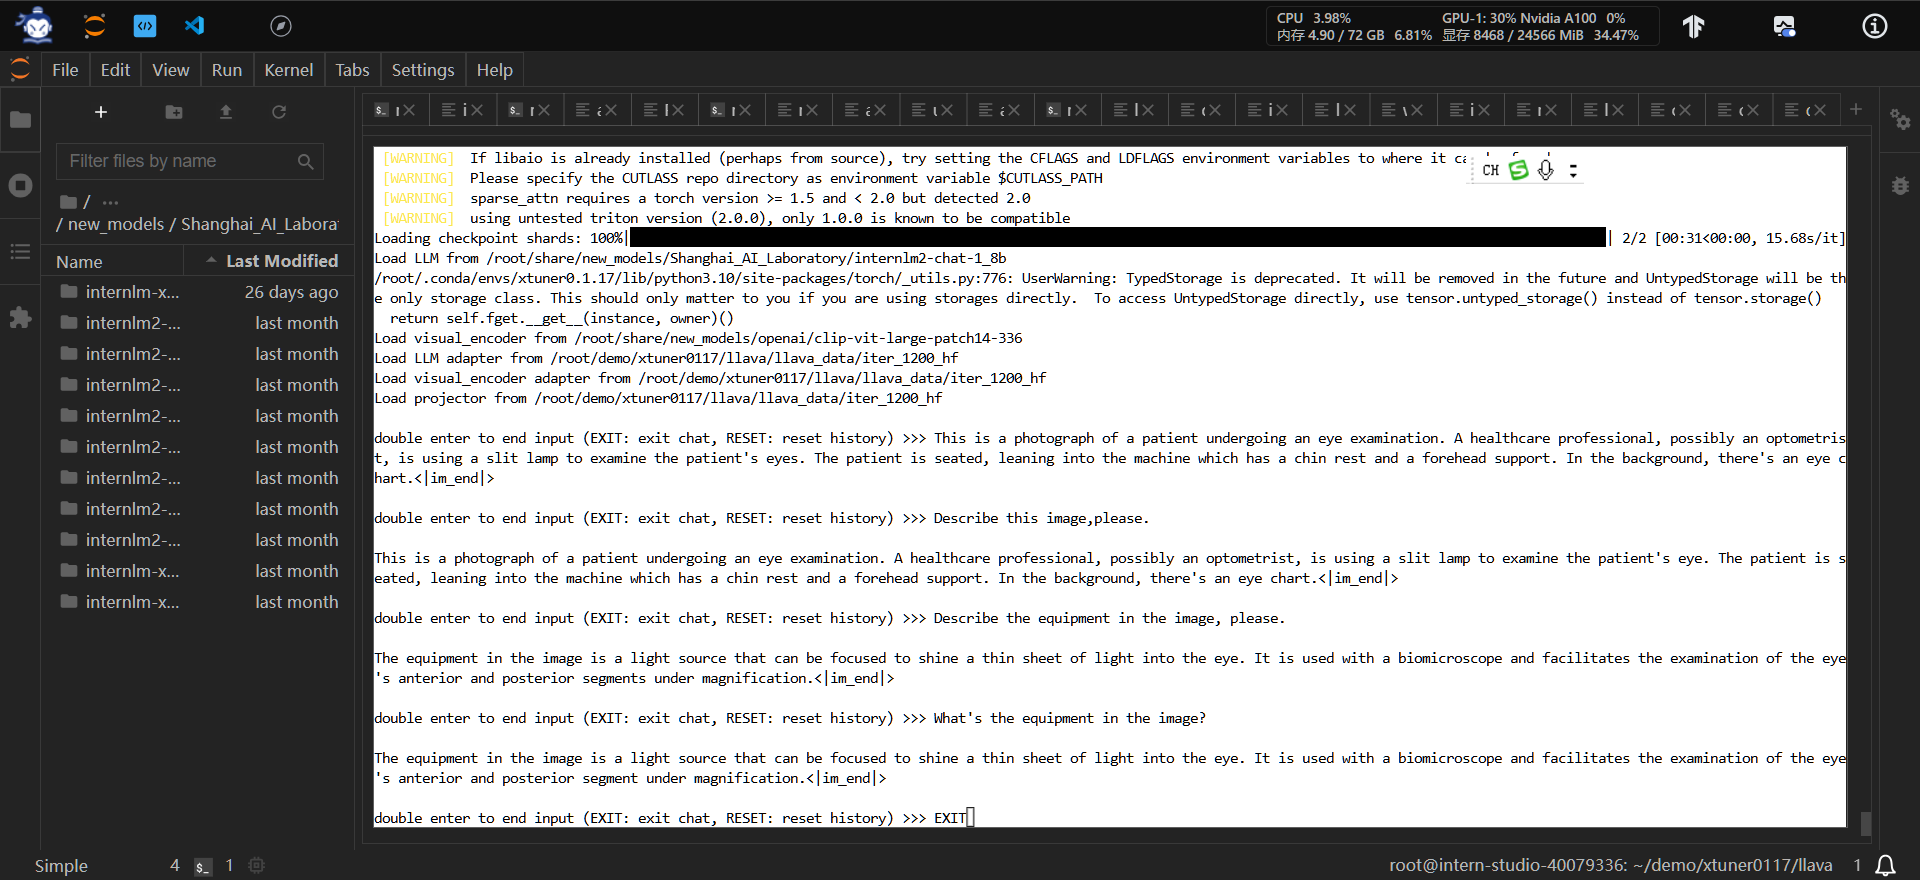 CPU 3.98% GPU-1: 30% Nvidia A100 0%
内存 4.90 / 72 GB 6.81% 显存 8468 / 24566 MiB 34.47%
File Edit View Run Kernel Tabs Settings Help
Filter files by name
/ ...
/ new_models / Shanghai_AI_Laborat
Name Last Modified
internlm-x... 26 days ago
internlm2-... last month
internlm2-... last month
internlm2-... last month
internlm2-... last month
internlm2-... last month
internlm2-... last month
internlm2-... last month
internlm2-... last month
internlm-x... last month
internlm-x... last month
[WARNING] If libaio is already installed (perhaps from source), try setting the CFLAGS and LDFLAGS environment variables to where it
CH
[WARNING] Please specify the CUTLASS repo directory as environment variable $CUTLASS_PATH
[WARNING] sparse_attn requires a torch version >= 1.5 and < 2.0 but detected 2.0
[WARNING] using untested triton version (2.0.0), only 1.0.0 is known to be compatible
Loading checkpoint shards: 100%| | 2/2 [00:31<00:00, 15.68s/it]
Load LLM from /root/share/new_models/Shanghai_AI_Laboratory/internlm2-chat-1_8b
/root/.conda/envs/xtuner0.1.17/lib/python3.10/site-packages/torch/_utils.py:776: UserWarning: TypedStorage is deprecated. It will be removed in the future and UntypedStorage will be th
e only storage class. This should only matter to you if you are using storages directly.  To access UntypedStorage directly, use tensor.untyped_storage() instead of tensor.storage()
return self.fget.__get__(instance, owner)()
Load visual_encoder from /root/share/new_models/openai/clip-vit-large-patch14-336
Load LLM adapter from /root/demo/xtuner0117/llava/llava_data/iter_1200_hf
Load visual_encoder adapter from /root/demo/xtuner0117/llava/llava_data/iter_1200_hf
Load projector from /root/demo/xtuner0117/llava/llava_data/iter_1200_hf
double enter to end input (EXIT: exit chat, RESET: reset history) >>> This is a photograph of a patient undergoing an eye examination. A healthcare professional, possibly an optometris
t, is using a slit lamp to examine the patient's eyes. The patient is seated, leaning into the machine which has a chin rest and a forehead support. In the background, there's an eye c
hart.<|im_end|>
double enter to end input (EXIT: exit chat, RESET: reset history) >>> Describe this image,please.
This is a photograph of a patient undergoing an eye examination. A healthcare professional, possibly an optometrist, is using a slit lamp to examine the patient's eye. The patient is s
eated, leaning into the machine which has a chin rest and a forehead support. In the background, there's an eye chart.<|im_end|>
double enter to end input (EXIT: exit chat, RESET: reset history) >>> Describe the equipment in the image, please.
The equipment in the image is a light source that can be focused to shine a thin sheet of light into the eye. It is used with a biomicroscope and facilitates the examination of the eye
's anterior and posterior segments under magnification.<|im_end|>
double enter to end input (EXIT: exit chat, RESET: reset history) >>> What's the equipment in the image?
The equipment in the image is a light source that can be focused to shine a thin sheet of light into the eye. It is used with a biomicroscope and facilitates the examination of the eye
's anterior and posterior segment under magnification.<|im_end|>
double enter to end input (EXIT: exit chat, RESET: reset history) >>> EXIT
Simple 4 $_ 1 root@intern-studio-40079336: ~/demo/xtuner0117/llava 1